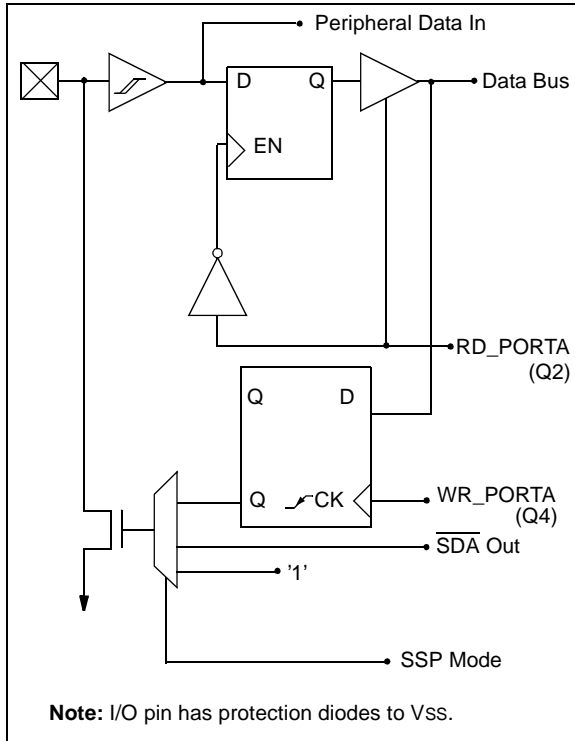 Peripheral Data In
D Q
Data Bus
EN
RD_PORTA
(Q2)
Q D
Q CK
WR_PORTA
(Q4)
SDA Out
'1'
SSP Mode
Note: I/O pin has protection diodes to VSS.